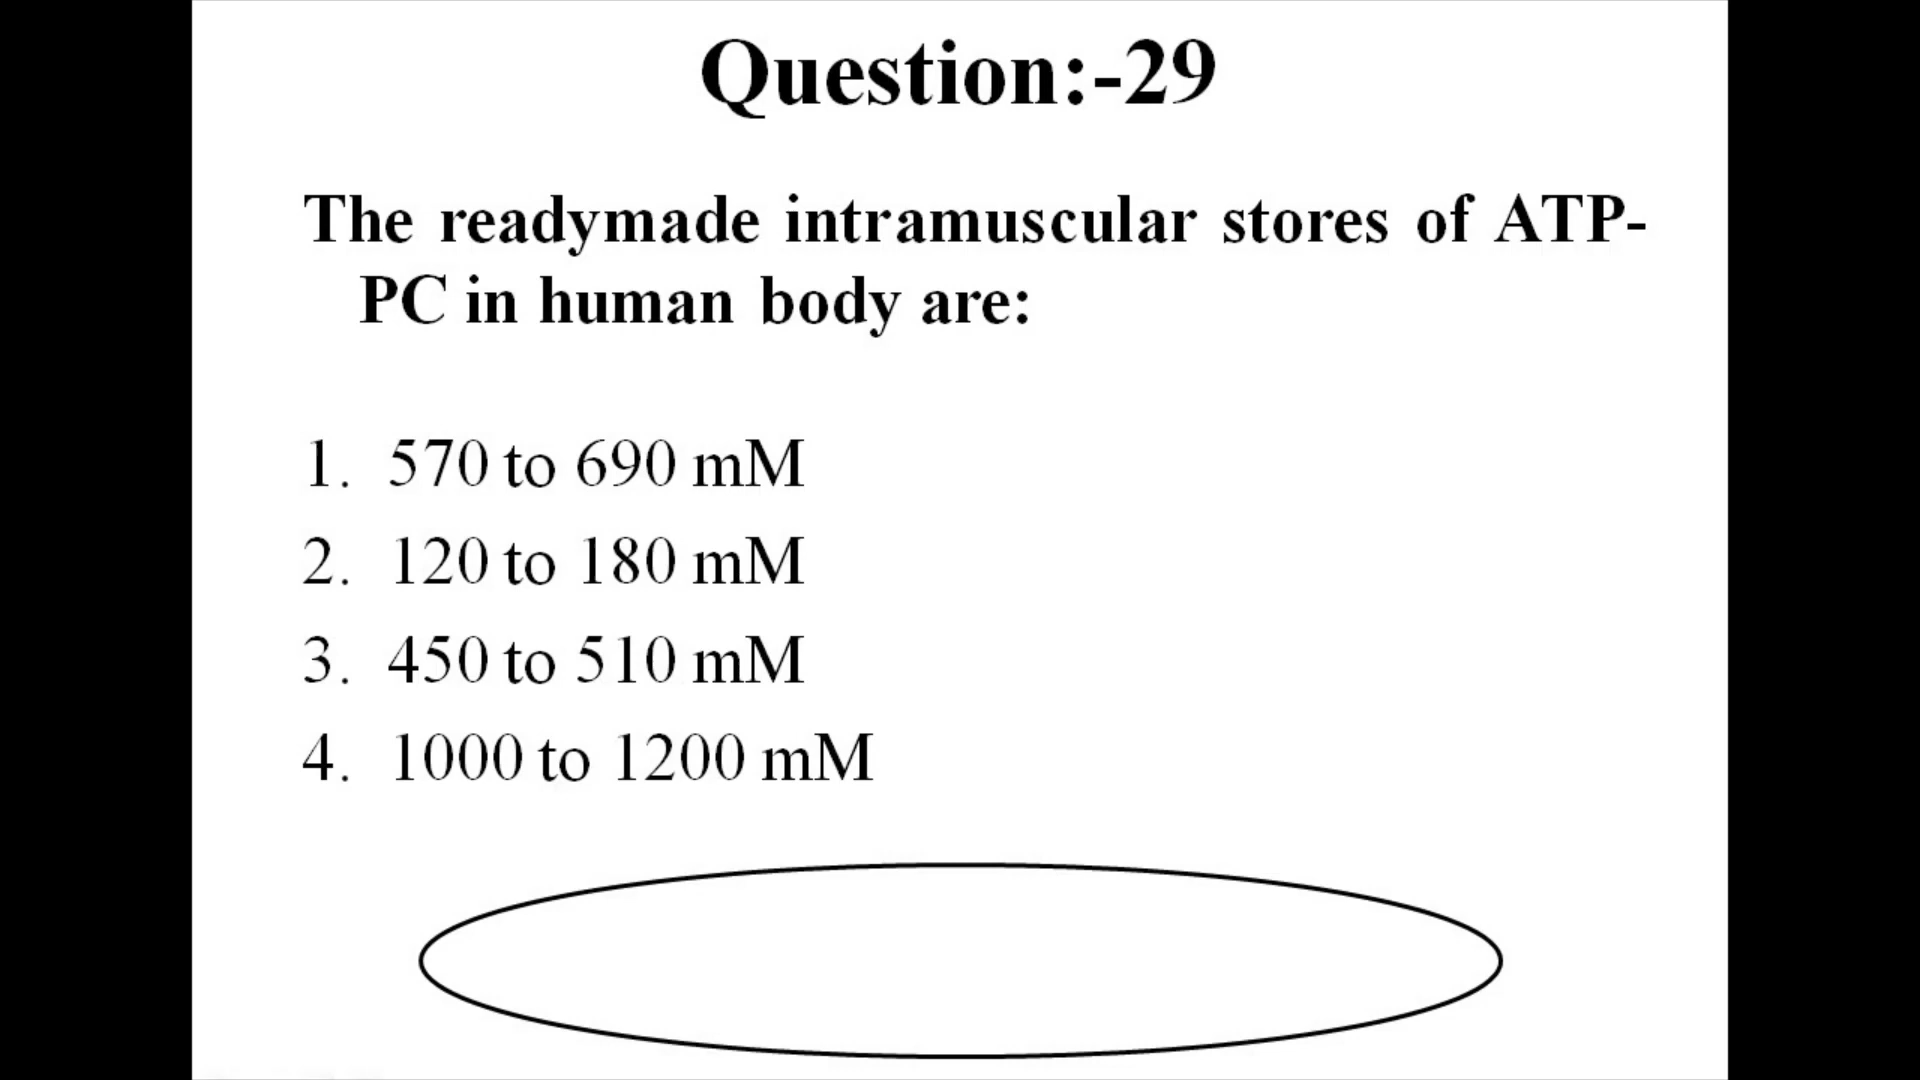 Question:-29
The readymade intramuscular stores of ATP-
PC in human body are:
1. 570 to 690 mM
2. 120 to 180 mM
3. 450 to 510 mM
4. 1000 to 1200 mM